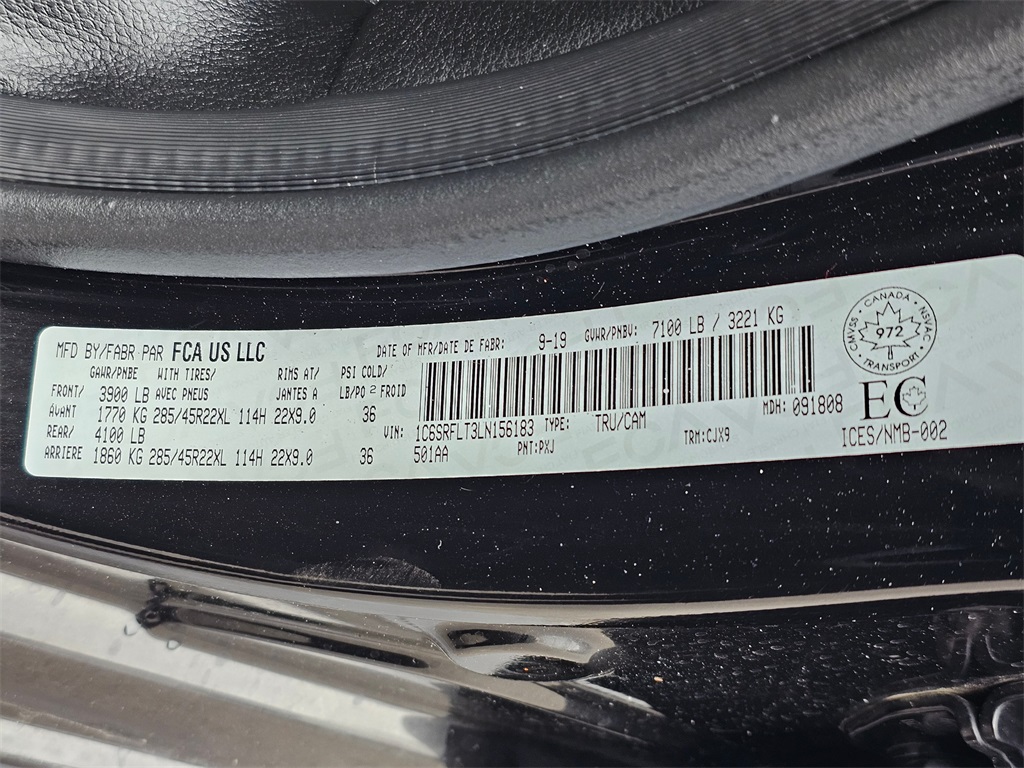 MFD BY/FABR PAR FCA US LLC DATE OF MFR/DATE DE FABR: 9-19 GVWR/PNBV: 7100 LB / 3221 KG
GAWR/PNBE WITH TIRES/ RIMS AT/ PSI COLD/
FRONT/ 3900 LB AVEC PNEUS JANTES A LB/PO 2 FROID
AVANT 1770 KG 285/45R22XL 114H 22X9.0 36
REAR/ 4100 LB
ARRIERE 1860 KG 285/45R22XL 114H 22X9.0 36
VIN: 1C6SRFLT3LN156183 TYPE: TRU/CAM MDH: 091808
501AA PNT:PXJ TRM:CJX9
CMVSS · CANADA · NSVAC
972
· TRANSPORT ·
EC
ICES/NMB-002